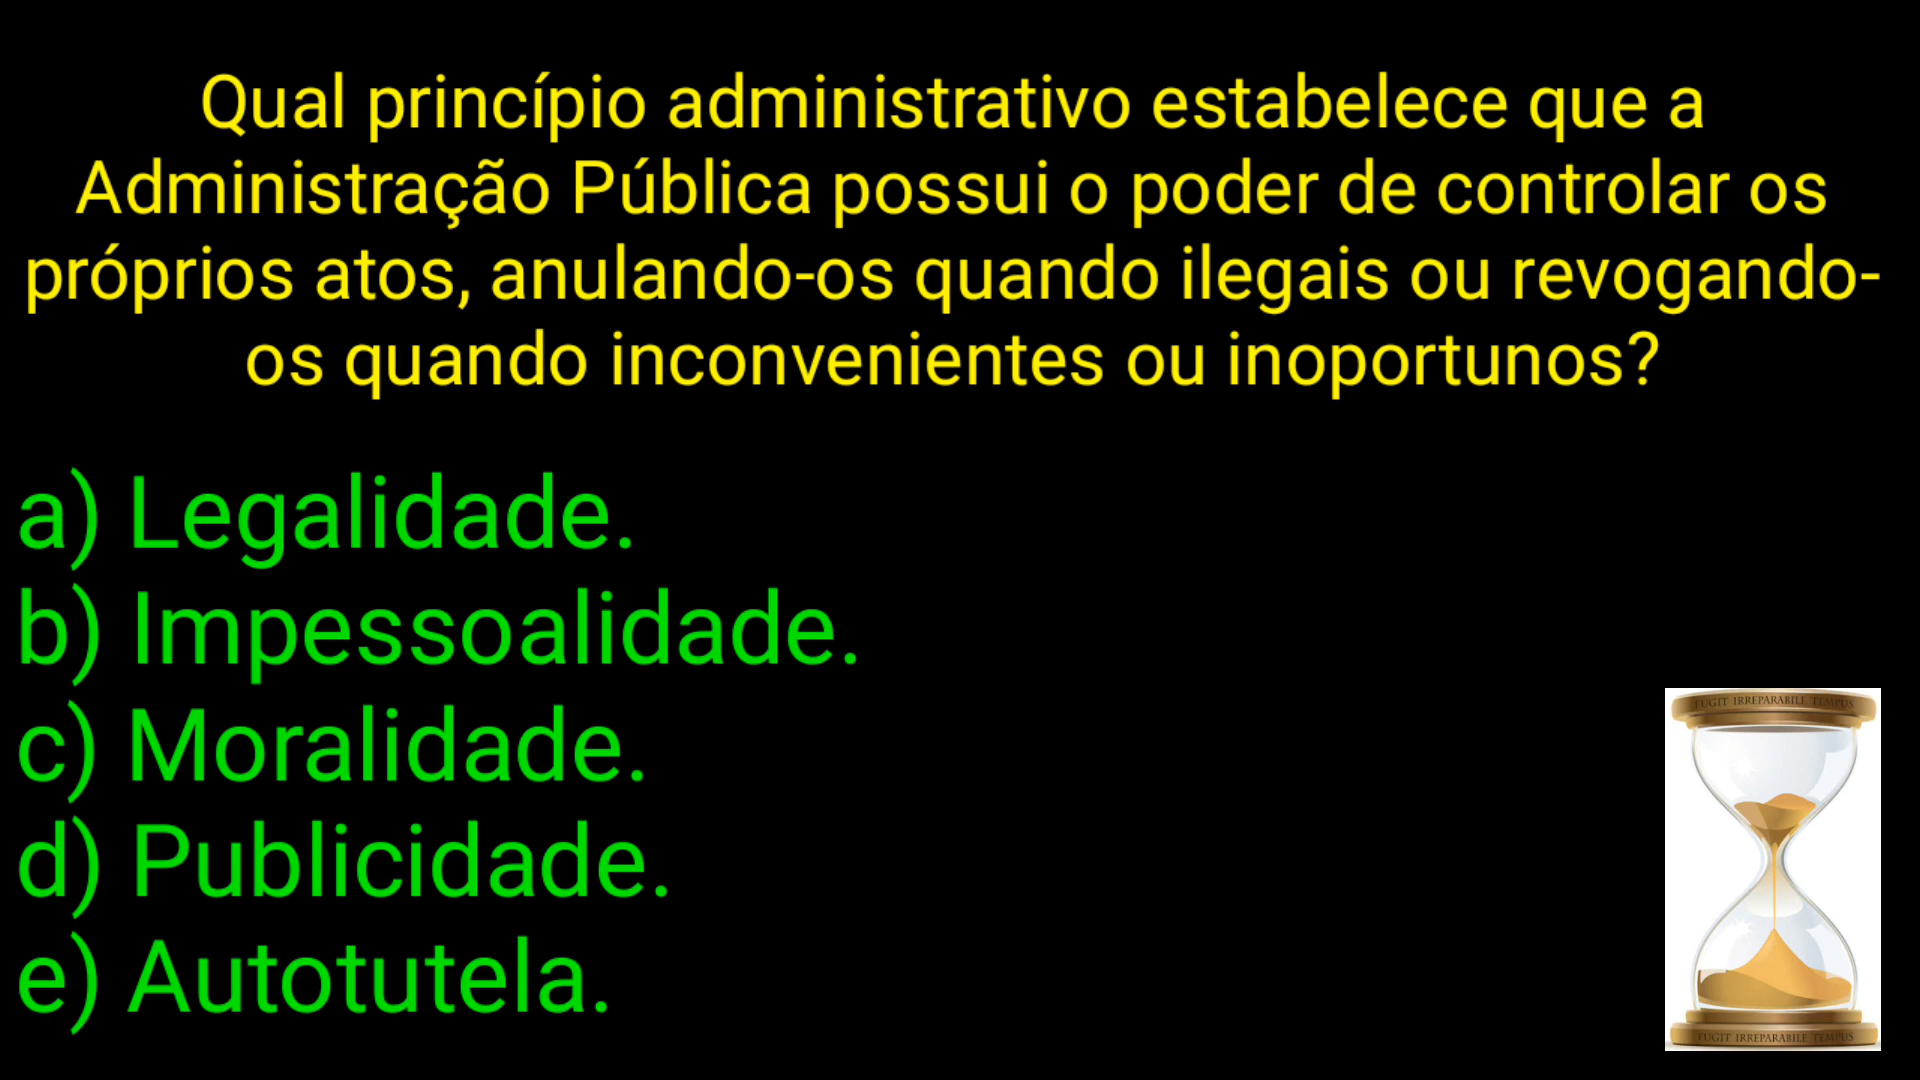 Qual princípio administrativo estabelece que a
Administração Pública possui o poder de controlar os
próprios atos, anulando-os quando ilegais ou revogando-
os quando inconvenientes ou inoportunos?
a) Legalidade.
b) Impessoalidade.
c) Moralidade.
d) Publicidade.
e) Autotutela.
FUGIT IRREPARABILE TEMPUS
FUGIT IRREPARABILE TEMPUS